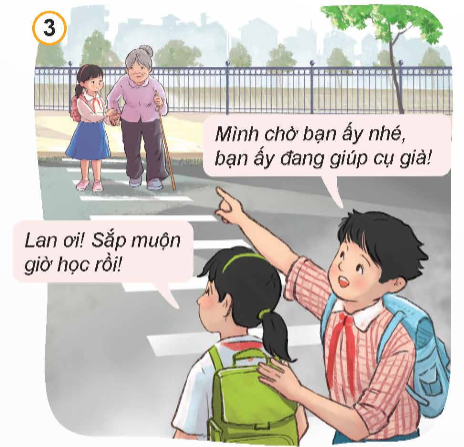 3
Mình chờ bạn ấy nhé,
bạn ấy đang giúp cụ già!
Lan ơi! Sắp muộn
giờ học rồi!